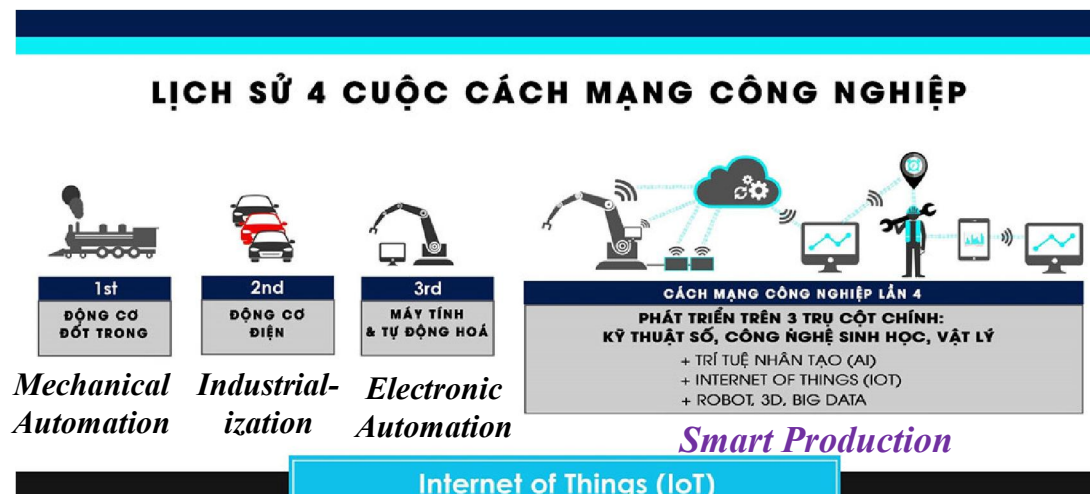 LỊCH SỬ 4 CUỘC CÁCH MẠNG CÔNG NGHIỆP
1st
ĐỘNG CƠ
ĐỐT TRONG
Mechanical
Automation
2nd
ĐỘNG CƠ
ĐIỆN
Industrial-
ization
3rd
MÁY TÍNH
& TỰ ĐỘNG HOÁ
Electronic
Automation
CÁCH MẠNG CÔNG NGHIỆP LẦN 4
PHÁT TRIỂN TRÊN 3 TRỤ CỘT CHÍNH:
KỸ THUẬT SỐ, CÔNG NGHỆ SINH HỌC, VẬT LÝ
+ TRÍ TUỆ NHÂN TẠO (AI)
+ INTERNET OF THINGS (IOT)
+ ROBOT, 3D, BIG DATA
Smart Production
Internet of Things (IoT)